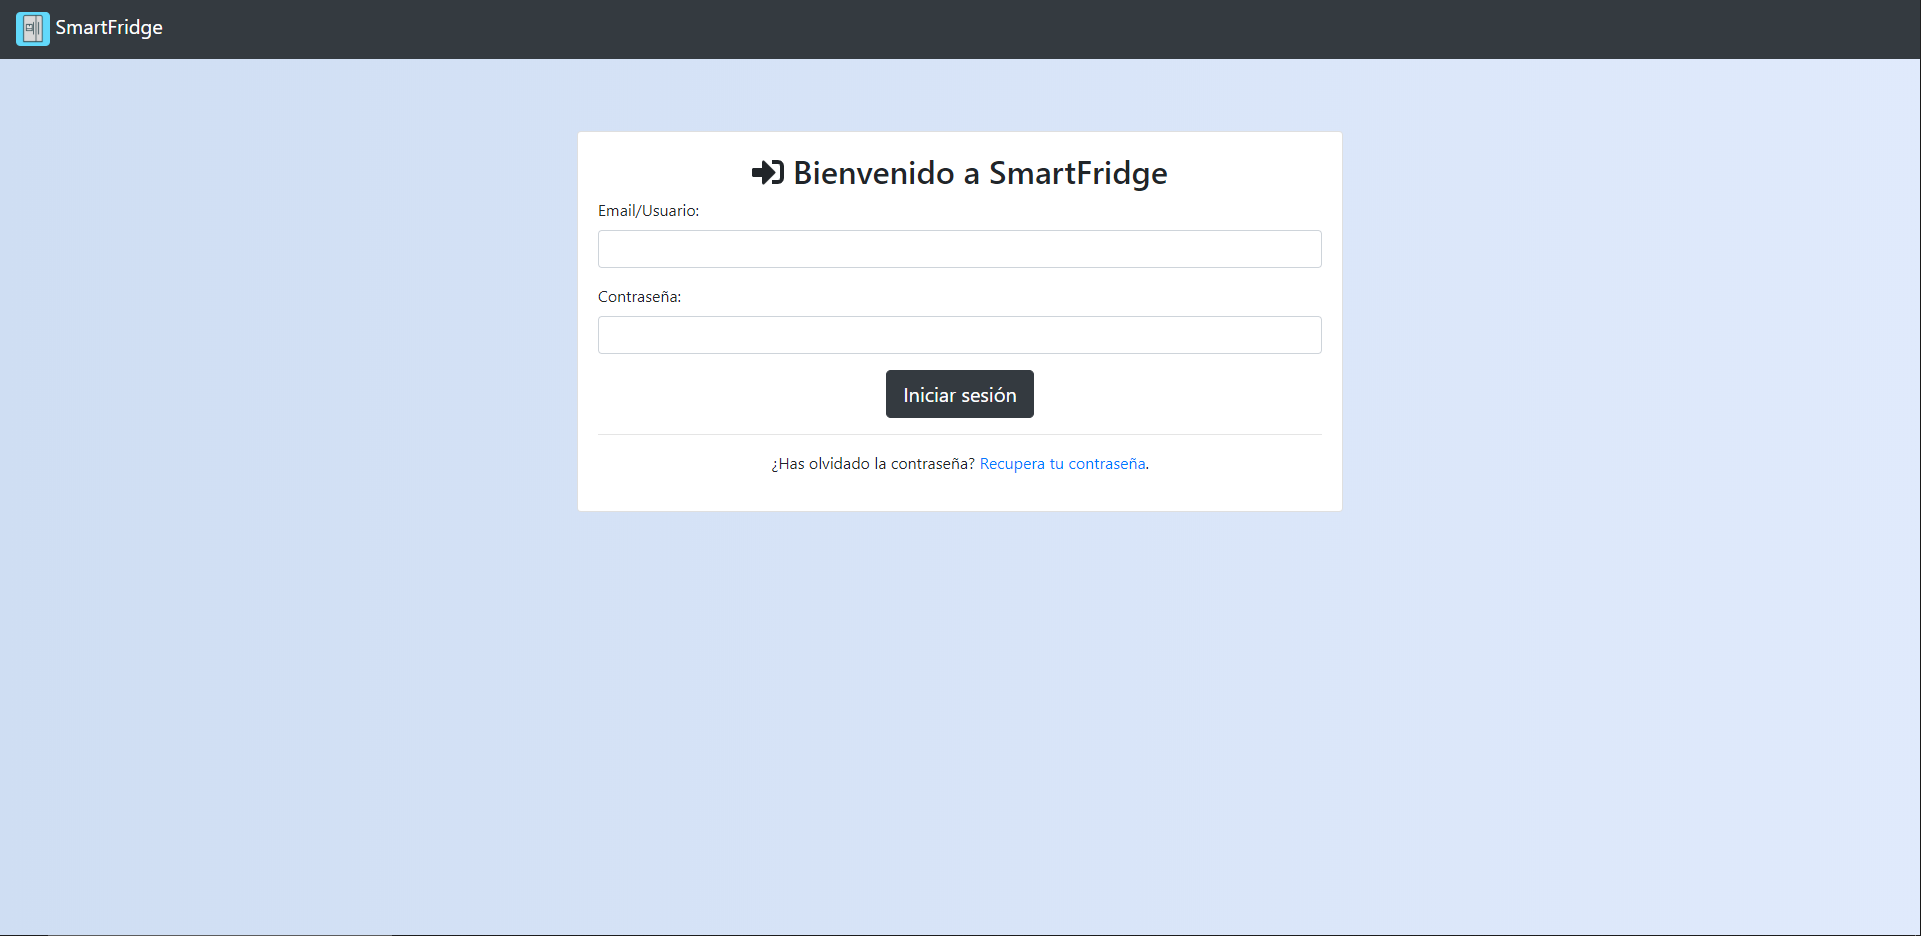 SmartFridge
Bienvenido a SmartFridge
Email/Usuario:
Contraseña:
Iniciar sesión
¿Has olvidado la contraseña? Recupera tu contraseña.